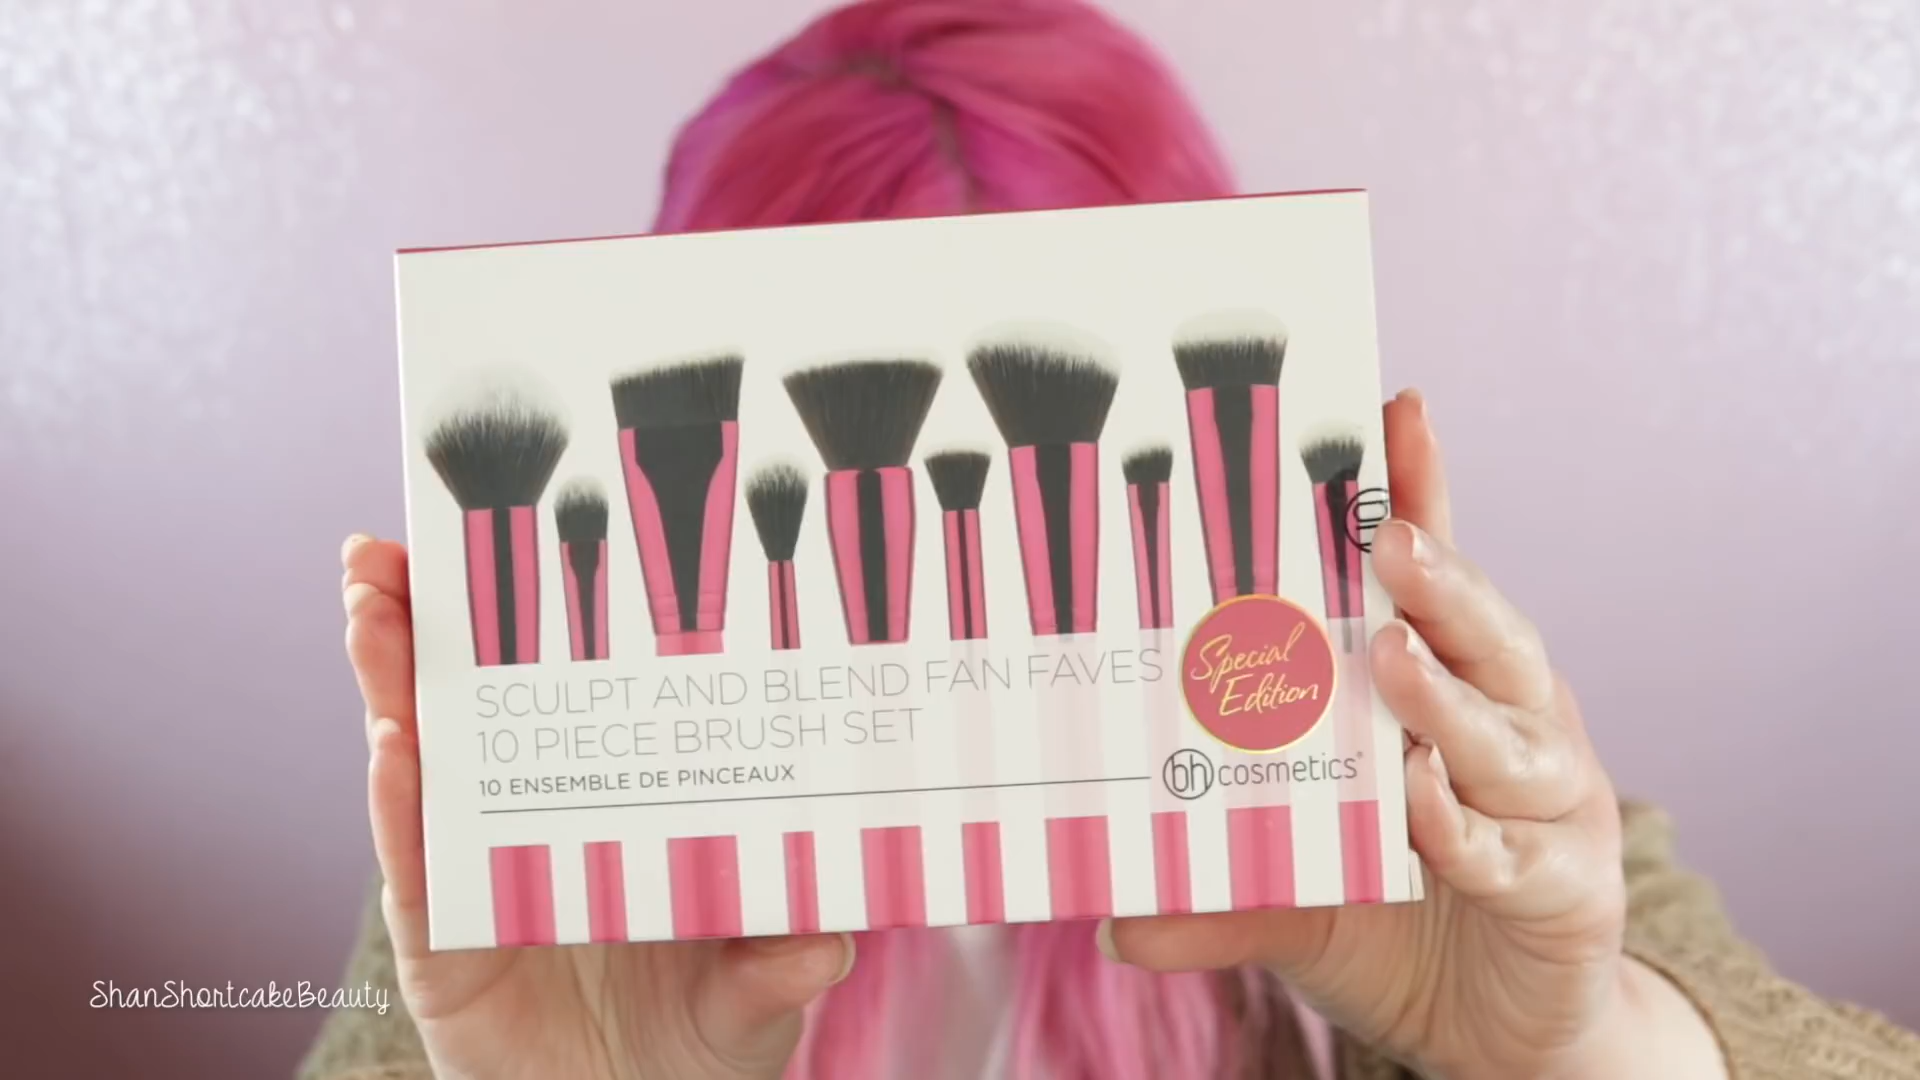 SCULPT AND BLEND FAN FAVES
10 PIECE BRUSH SET
10 ENSEMBLE DE PINCEAUX
Special
Edition
bh cosmetics®
ShanShortcakeBeauty